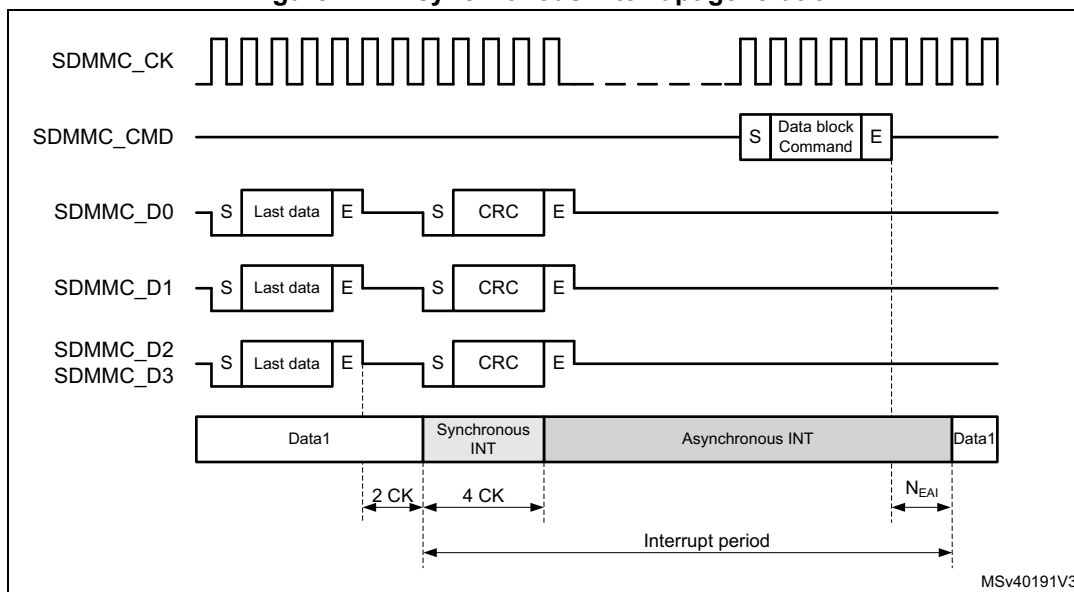 SDMMC_CK
SDMMC_CMD
S
Data block
Command
E
SDMMC_D0
S
Last data
E
S
CRC
E
SDMMC_D1
S
Last data
E
S
CRC
E
SDMMC_D2
SDMMC_D3
S
Last data
E
S
CRC
E
Data1
Synchronous
INT
Asynchronous INT
Data1
2 CK
4 CK
NEAI
Interrupt period
MSv40191V3